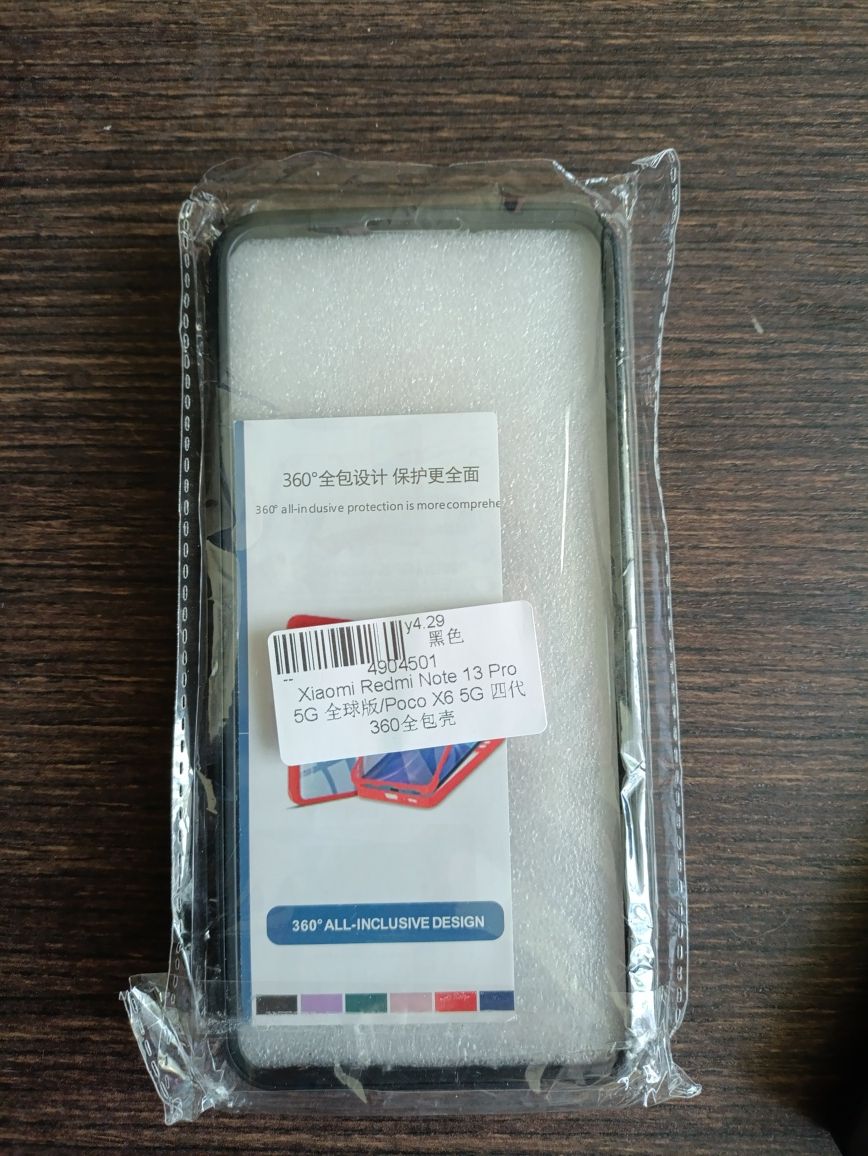 360°全包设计 保护更全面
360° all-inclusive protection is more comprehe
y4.29
黑色
4904501
Xiaomi Redmi Note 13 Pro
5G 全球版/Poco X6 5G 四代
360全包壳
360° ALL-INCLUSIVE DESIGN